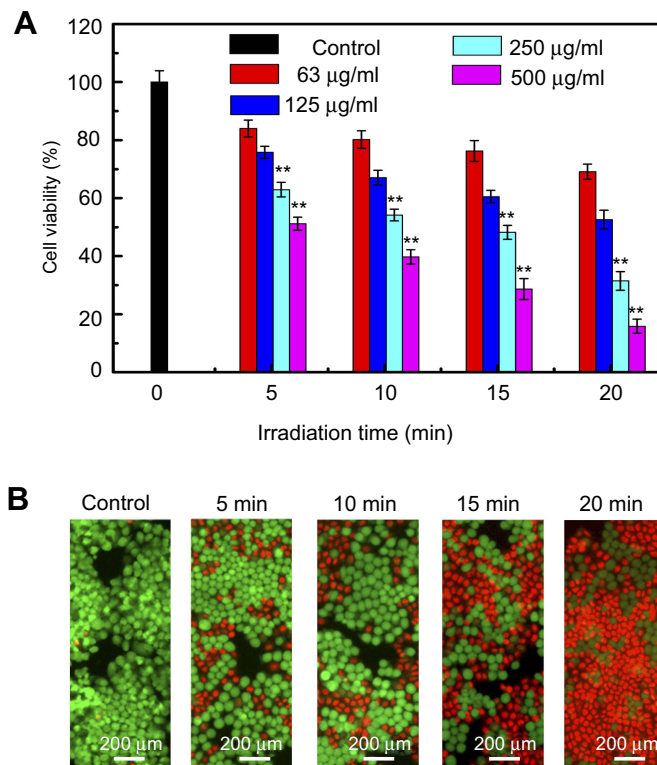 A
120
100
80
60
40
20
0
Cell viability (%)
Control
63 μg/ml
125 μg/ml
250 μg/ml
500 μg/ml
** **
** **
** **
** **
0 5 10 15 20
Irradiation time (min)
B
Control 5 min 10 min 15 min 20 min
200 μm 200 μm 200 μm 200 μm 200 μm